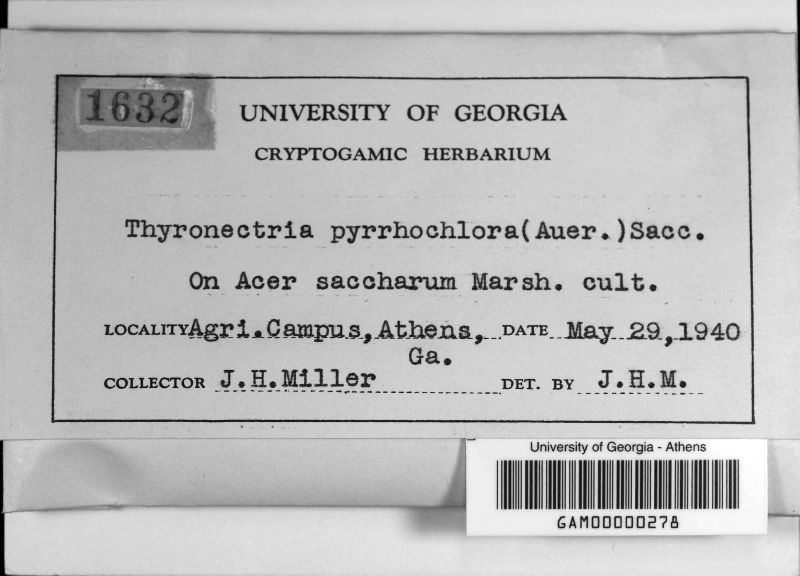 1632
UNIVERSITY OF GEORGIA
CRYPTOGAMIC HERBARIUM
Thyronectria pyrrhochlora(Auer.)Sacc.
On Acer saccharum Marsh. cult.
LOCALITY Agri.Campus,Athens, DATE May 29,1940
Ga.
COLLECTOR J.H.Miller DET. BY J.H.M.
University of Georgia - Athens
GAM00000278